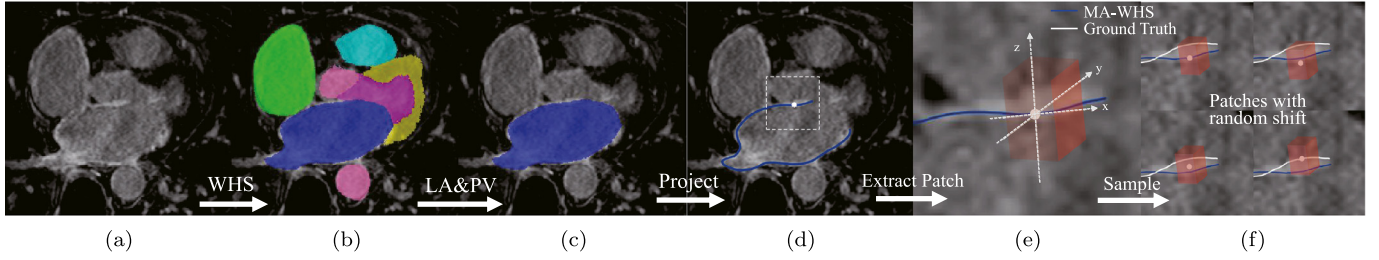 WHS
LA&PV
Project
Extract Patch
z
y
x
MA-WHS
Ground Truth
Sample
Patches with
random shift
(a)
(b)
(c)
(d)
(e)
(f)